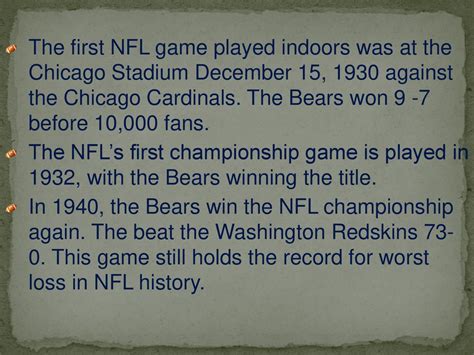 The first NFL game played indoors was at the
Chicago Stadium December 15, 1930 against
the Chicago Cardinals. The Bears won 9 -7
before 10,000 fans.
The NFL’s first championship game is played in
1932, with the Bears winning the title.
In 1940, the Bears win the NFL championship
again. The beat the Washington Redskins 73-
0. This game still holds the record for worst
loss in NFL history.